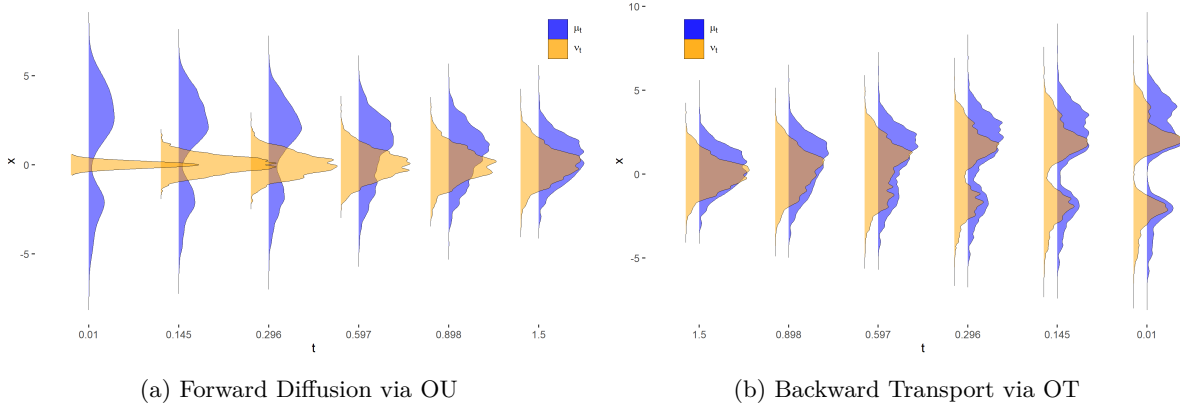 μt
νt
5
0
-5
x
0.01 0.145 0.296 0.597 0.898 1.5
t
(a) Forward Diffusion via OU
10
μt
νt
5
0
-5
x
1.5 0.898 0.597 0.296 0.145 0.01
t
(b) Backward Transport via OT